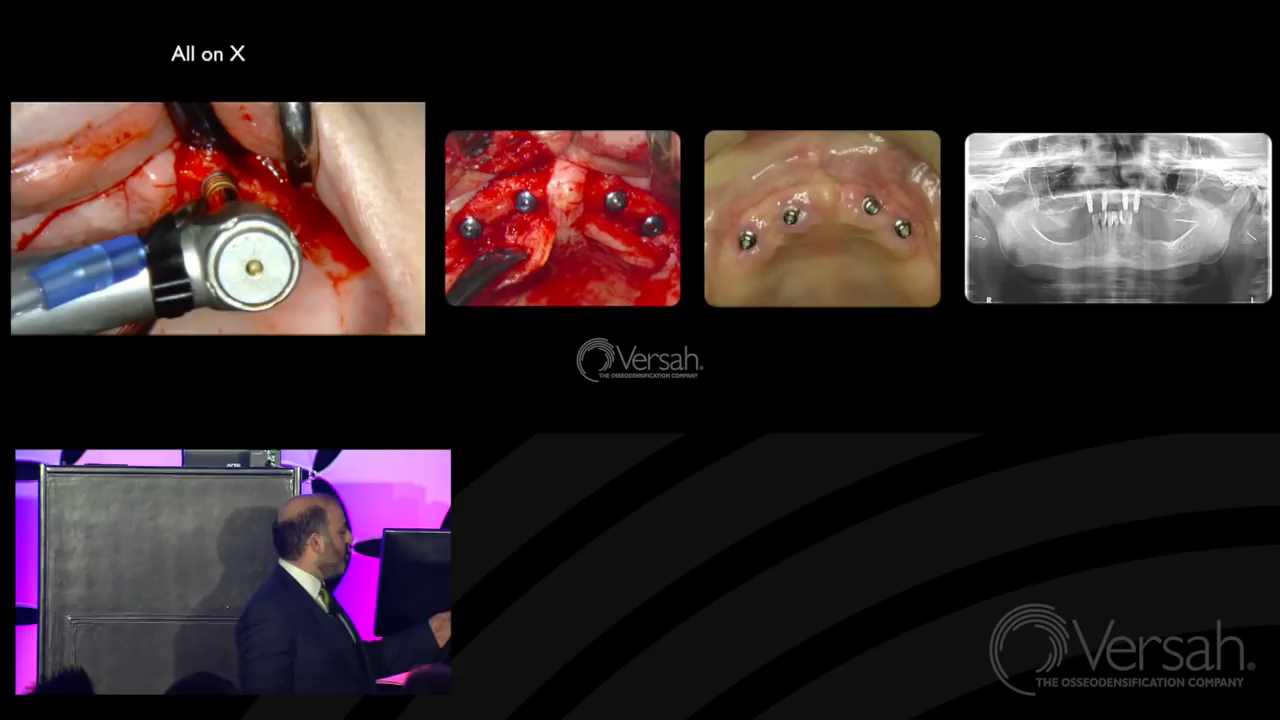 All on X
R
L
Versah®
THE OSSEODENSIFICATION COMPANY
Versah®
THE OSSEODENSIFICATION COMPANY